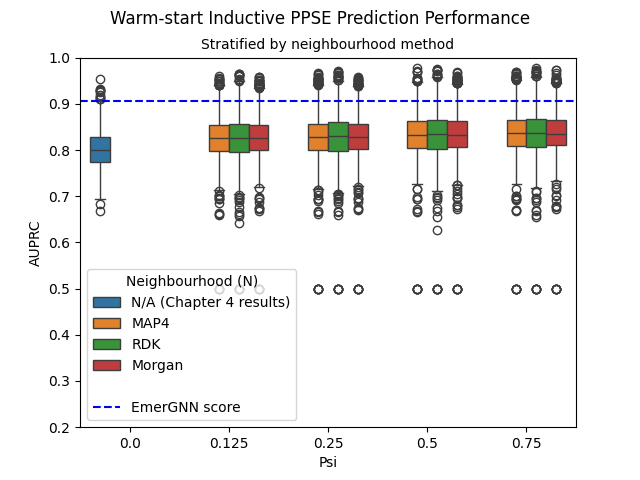 Warm-start Inductive PPSE Prediction Performance
Stratified by neighbourhood method
1.0
0.9
0.8
0.7
0.6
0.5
0.4
0.3
0.2
AUPRC
Neighbourhood (N)
N/A (Chapter 4 results)
MAP4
RDK
Morgan
EmerGNN score
0.0 0.125 0.25 0.5 0.75
Psi